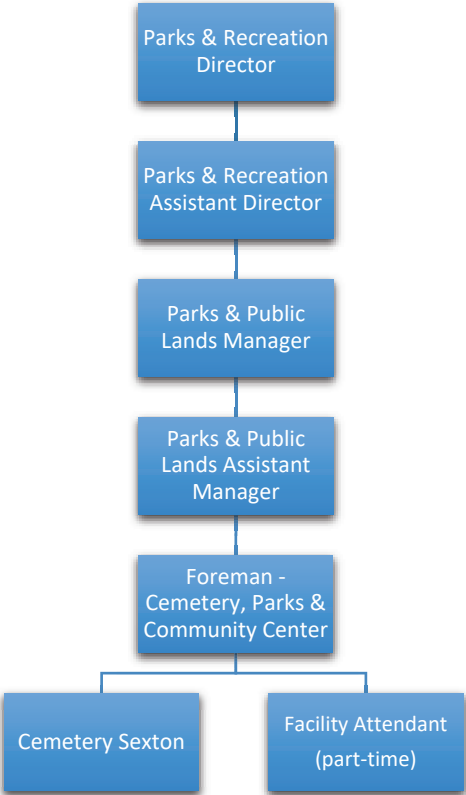 Parks & Recreation
Director
Parks & Recreation
Assistant Director
Parks & Public
Lands Manager
Parks & Public
Lands Assistant
Manager
Foreman -
Cemetery, Parks &
Community Center
Cemetery Sexton
Facility Attendant
(part-time)